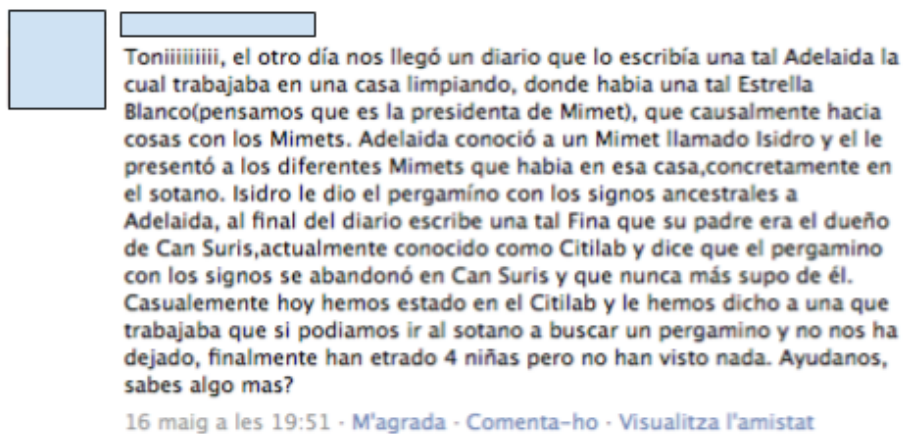 Toniiiiiiiiii, el otro día nos llegó un diario que lo escribía una tal Adelaida la
cual trabajaba en una casa limpiando, donde habia una tal Estrella
Blanco(pensamos que es la presidenta de Mimet), que causalmente hacia
cosas con los Mimets. Adelaida conoció a un Mimet llamado Isidro y el le
presentó a los diferentes Mimets que habia en esa casa,concretamente en
el sotano. Isidro le dio el pergamíno con los signos ancestrales a
Adelaida, al final del diario escribe una tal Fina que su padre era el dueño
de Can Suris,actualmente conocido como Citilab y dice que el pergamino
con los signos se abandonó en Can Suris y que nunca más supo de él.
Casualemente hoy hemos estado en el Citilab y le hemos dicho a una que
trabajaba que si podiamos ir al sotano a buscar un pergamino y no nos ha
dejado, finalmente han etrado 4 niñas pero no han visto nada. Ayudanos,
sabes algo mas?
16 maig a les 19:51 · M'agrada · Comenta-ho · Visualitza l'amistat